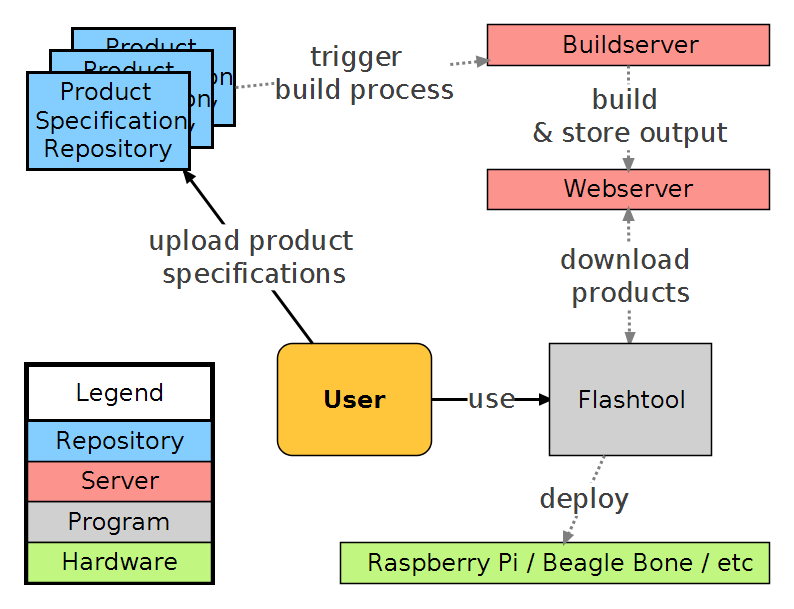 Product
Product
on
Product
Specification
Repository
on,
y
trigger
build process
Buildserver
build
& store output
Webserver
upload product
specifications
download
products
User
use
Flashtool
deploy
Raspberry Pi / Beagle Bone / etc
Legend
Repository
Server
Program
Hardware